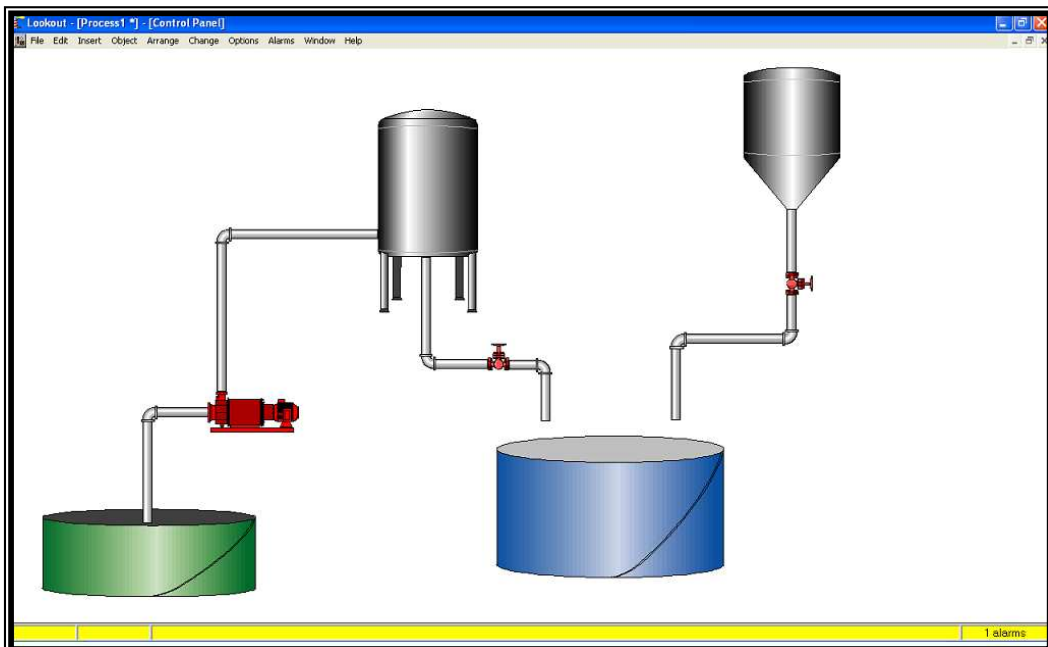 Lookout - [Process1 *] - [Control Panel]
File Edit Insert Object Arrange Change Options Alarms Window Help
1 alarms